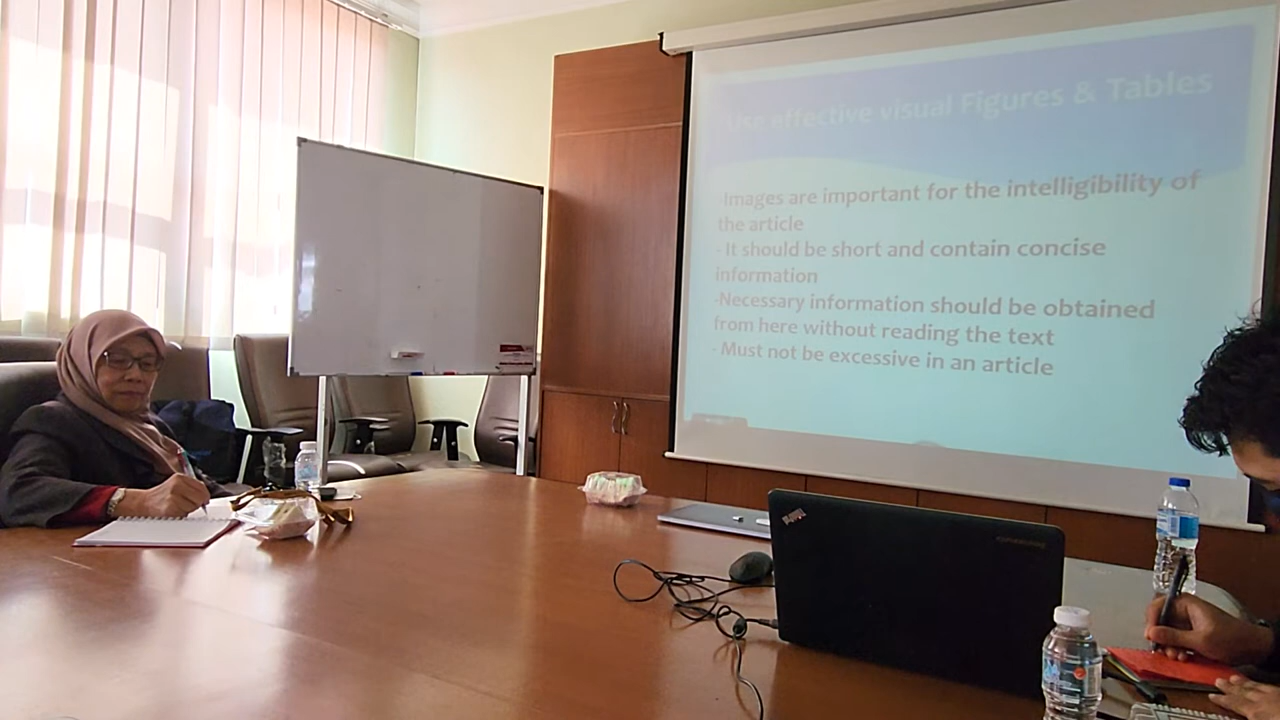 Use effective visual Figures & Tables
-Images are important for the intelligibility of
the article
- It should be short and contain concise
information
-Necessary information should be obtained
from here without reading the text
- Must not be excessive in an article